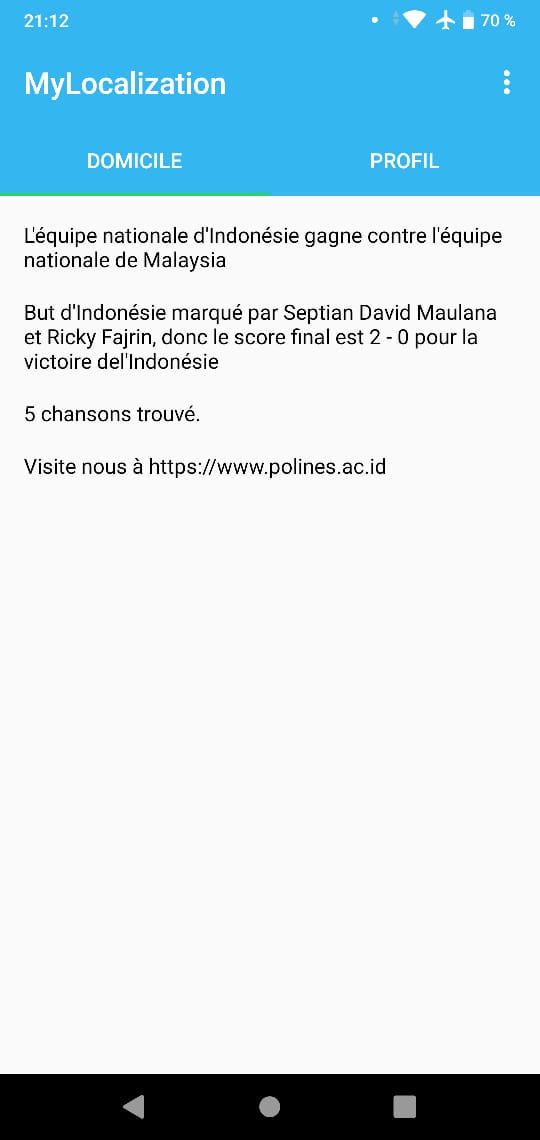 21:12
70 %
MyLocalization
DOMICILE
PROFIL
L'équipe nationale d'Indonésie gagne contre l'équipe
nationale de Malaysia
But d'Indonésie marqué par Septian David Maulana
et Ricky Fajrin, donc le score final est 2 - 0 pour la
victoire del'Indonésie
5 chansons trouvé.
Visite nous à https://www.polines.ac.id